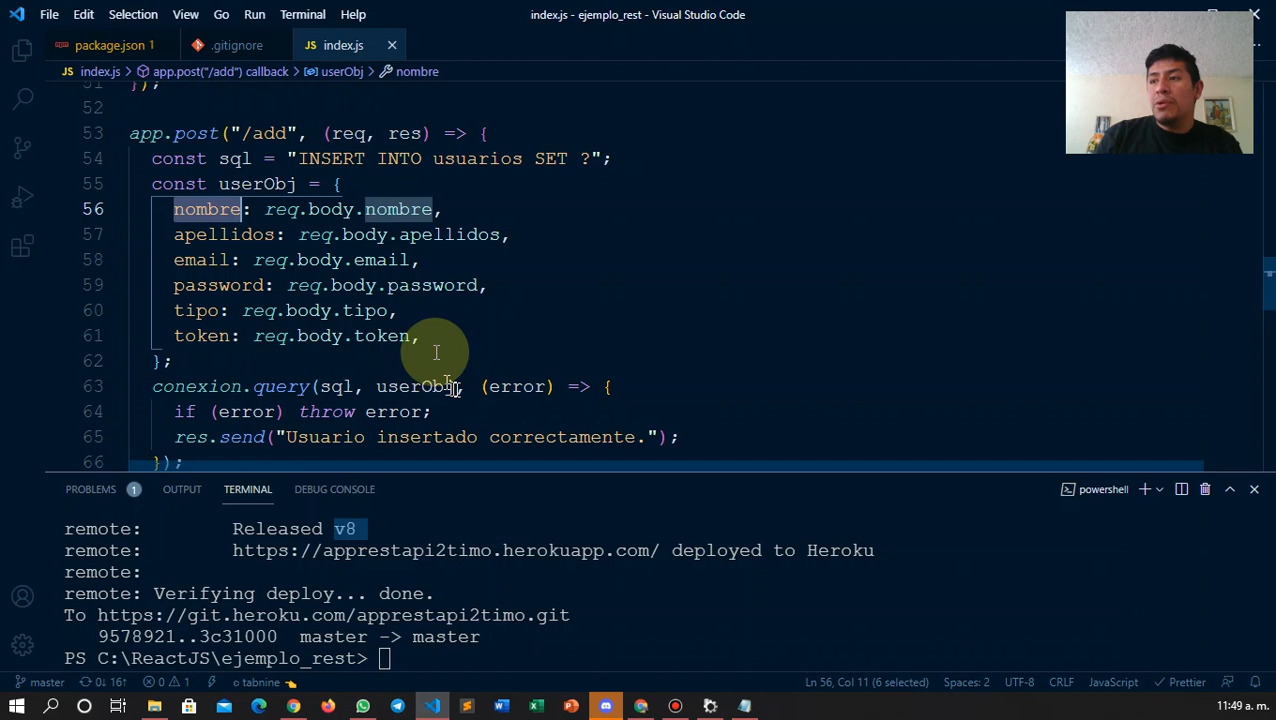 File Edit Selection View Go Run Terminal Help index.js - ejemplo_rest - Visual Studio Code
package.json 1 .gitignore JS index.js
JS index.js > app.post("/add") callback > userObj > nombre
51 });
52
53 app.post("/add", (req, res) => {
54 const sql = "INSERT INTO usuarios SET ?";
55 const userObj = {
56 nombre: req.body.nombre,
57 apellidos: req.body.apellidos,
58 email: req.body.email,
59 password: req.body.password,
60 tipo: req.body.tipo,
61 token: req.body.token,
62 };
63 conexion.query(sql, userObj, (error) => {
64 if (error) throw error;
65 res.send("Usuario insertado correctamente.");
66 });
PROBLEMS 1 OUTPUT TERMINAL DEBUG CONSOLE powershell
remote: Released v8
remote: https://apprestapi2timo.herokuapp.com/ deployed to Heroku
remote:
remote: Verifying deploy... done.
To https://git.heroku.com/apprestapi2timo.git
9578921..3c31000 master -> master
PS C:\ReactJS\ejemplo_rest>
master 0↓ 16↑ 0 1 tabnine Ln 56, Col 11 (6 selected) Spaces: 2 UTF-8 CRLF JavaScript Prettier
11:49 a. m.